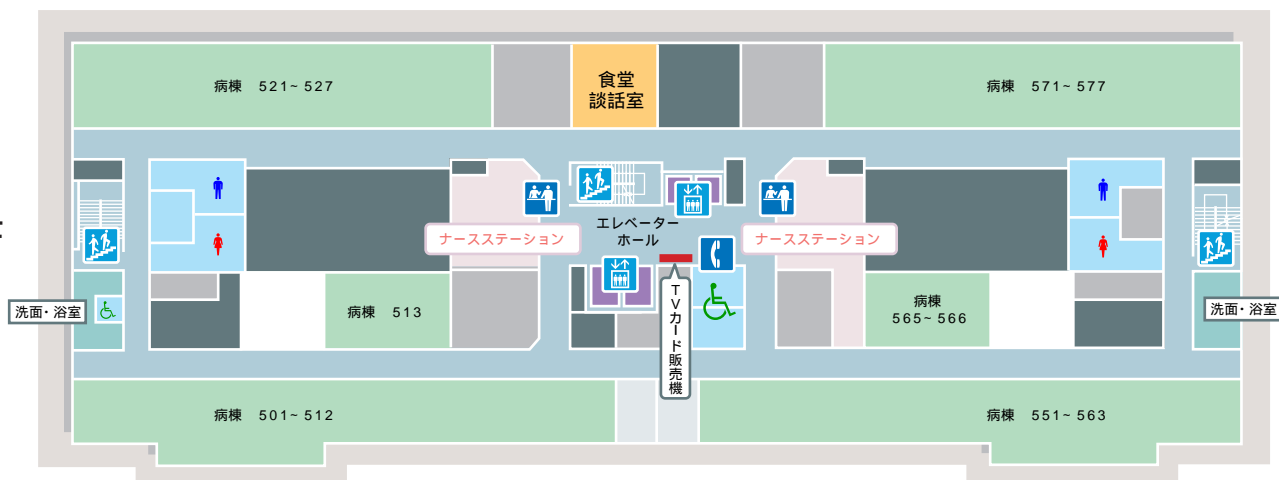 病棟 521~527
食堂
談話室
病棟 571~577
ナースステーション
エレベーター
ホール
ナースステーション
洗面・浴室
病棟 513
TVカード販売機
病棟
565~566
洗面・浴室
病棟 501~512
病棟 551~563